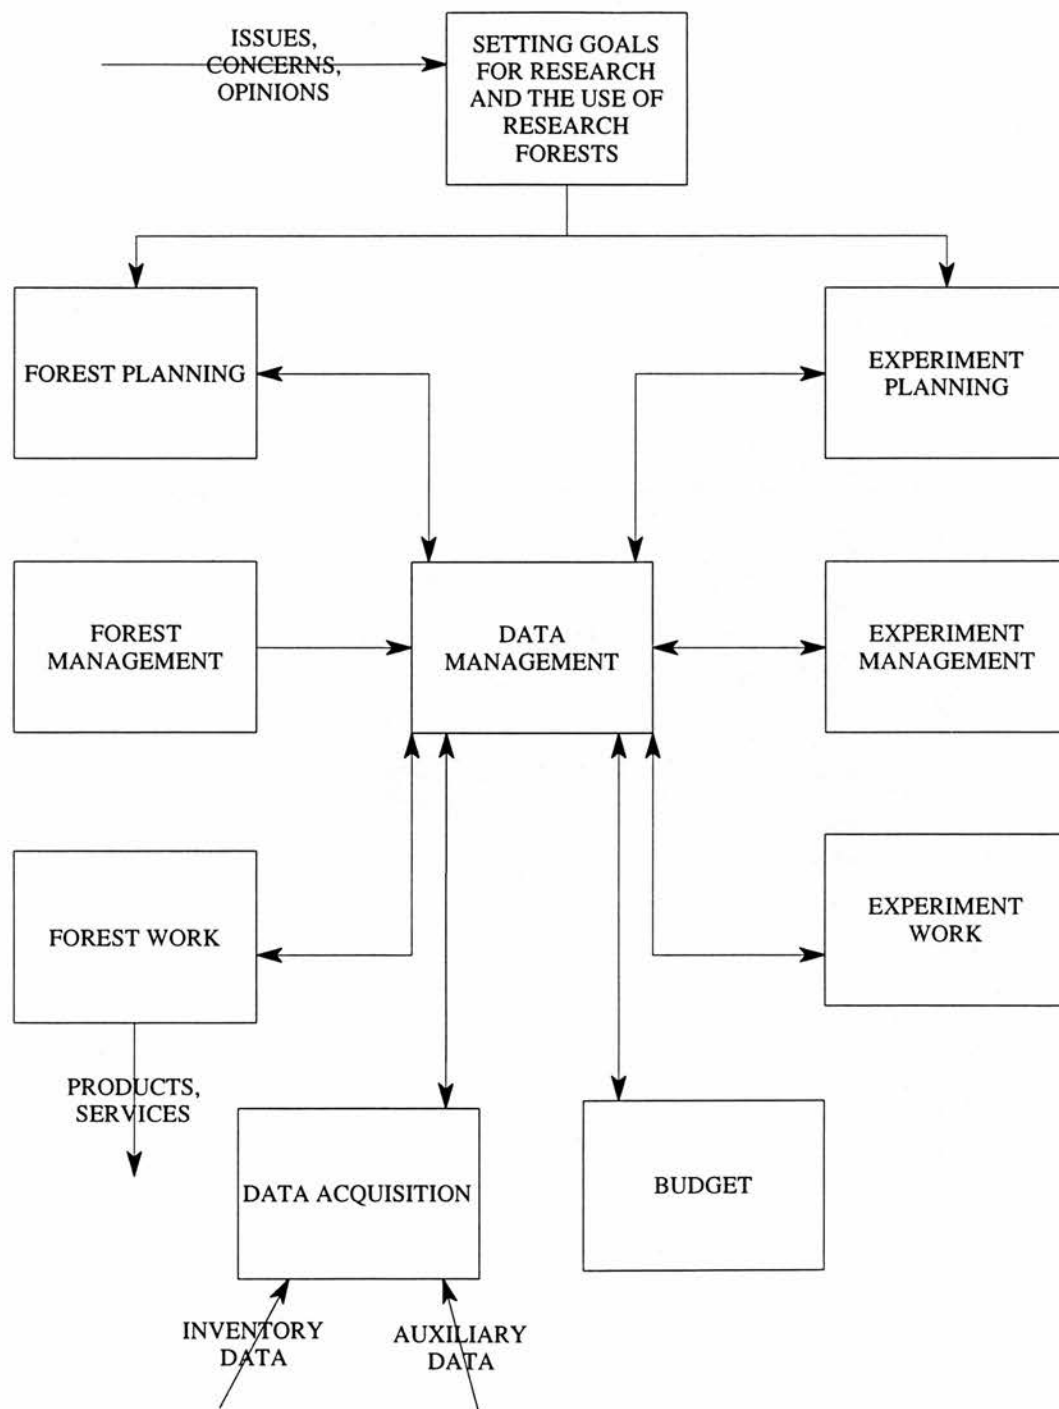 ISSUES,
CONCERNS,
OPINIONS
SETTING GOALS
FOR RESEARCH
AND THE USE OF
RESEARCH
FORESTS
FOREST PLANNING
EXPERIMENT
PLANNING
FOREST
MANAGEMENT
DATA
MANAGEMENT
EXPERIMENT
MANAGEMENT
FOREST WORK
EXPERIMENT
WORK
PRODUCTS,
SERVICES
DATA ACQUISITION
BUDGET
INVENTORY
DATA
AUXILIARY
DATA